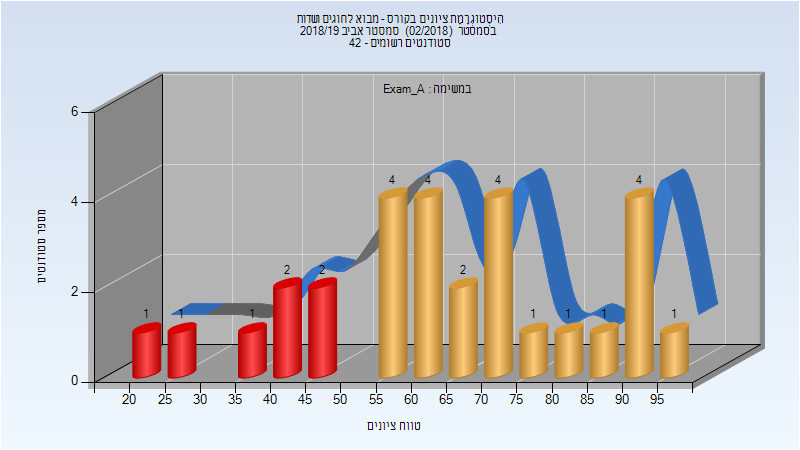 היסטוגרמת ציונים בקורס - מבוא לחוגים ושדות
בסמסטר (02/2018) סמסטר אביב 2018/19
סטודנטים רשומים - 42
במשימה : Exam_A
מספר סטודנטים
6
4
2
0
1 1 1 2 2 4 4 2 4 1 1 1 4 1
20 25 30 35 40 45 50 55 60 65 70 75 80 85 90 95
טווח ציונים